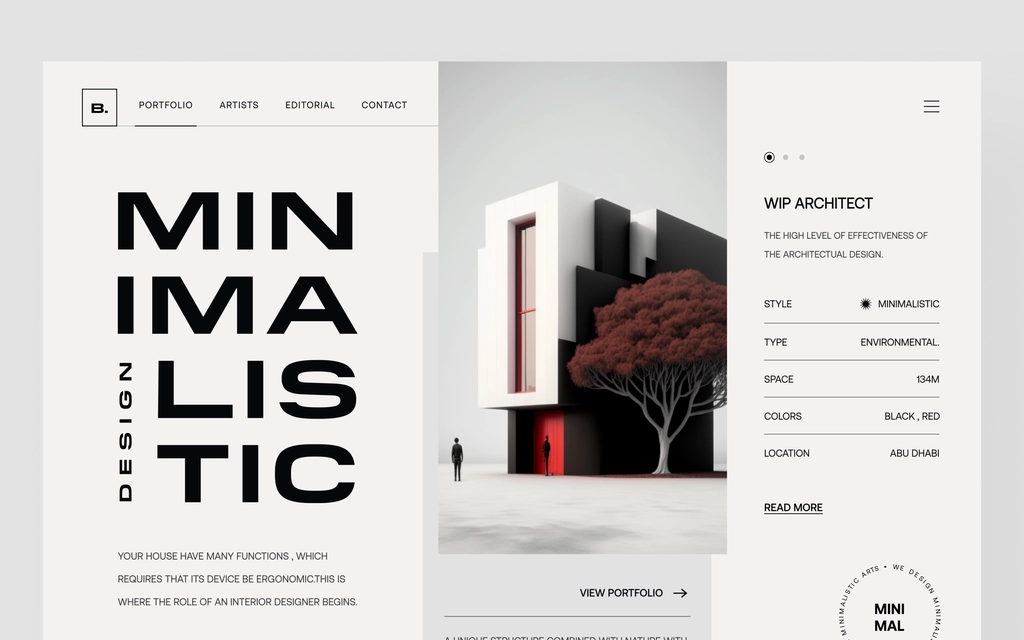 B.
PORTFOLIO
ARTISTS
EDITORIAL
CONTACT
MIN
IMA
LIS
TIC
DESIGN
YOUR HOUSE HAVE MANY FUNCTIONS , WHICH
REQUIRES THAT ITS DEVICE BE ERGONOMIC.THIS IS
WHERE THE ROLE OF AN INTERIOR DESIGNER BEGINS.
VIEW PORTFOLIO
A UNIQUE STRUCTURE COMBINED WITH NATURE WITH
WIP ARCHITECT
THE HIGH LEVEL OF EFFECTIVENESS OF
THE ARCHITECTUAL DESIGN.
STYLE MINIMALISTIC
TYPE ENVIRONMENTAL.
SPACE 134M
COLORS BLACK , RED
LOCATION ABU DHABI
READ MORE
MINIMALISTIC ARTS • WE DESIGN
MINI
MAL